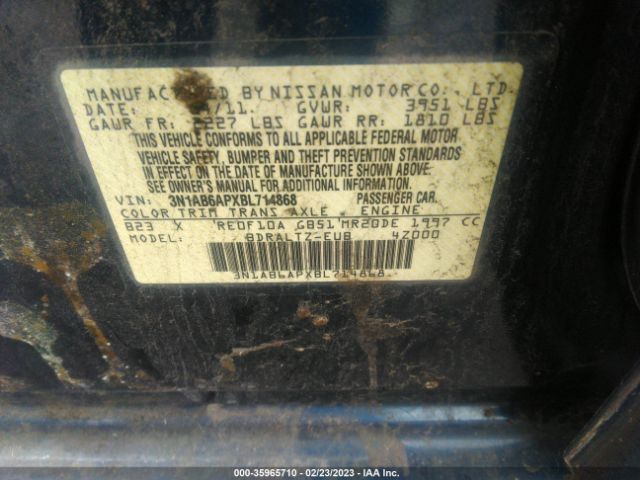 MANUFACTURED BY NISSAN MOTOR CO., LTD.
DATE: /11. GVWR: 3951 LBS
GAWR FR: 2227 LBS GAWR RR: 1810 LBS
THIS VEHICLE CONFORMS TO ALL APPLICABLE FEDERAL MOTOR
VEHICLE SAFETY, BUMPER AND THEFT PREVENTION STANDARDS
IN EFFECT ON THE DATE OF MANUFACTURE SHOWN ABOVE.
SEE OWNER'S MANUAL FOR ADDITIONAL INFORMATION
VIN: 3N1AB6APXBL714868 PASSENGER CAR.
COLOR TRIM TRANS AXLE ENGINE
B23 X RE0F10A GB51 MR20DE 1997 CC
MODEL: BDRALTZ-EUB 4Z000
3N1AB6APXBL714868
000-35965710 - 02/23/2023 - IAA Inc.